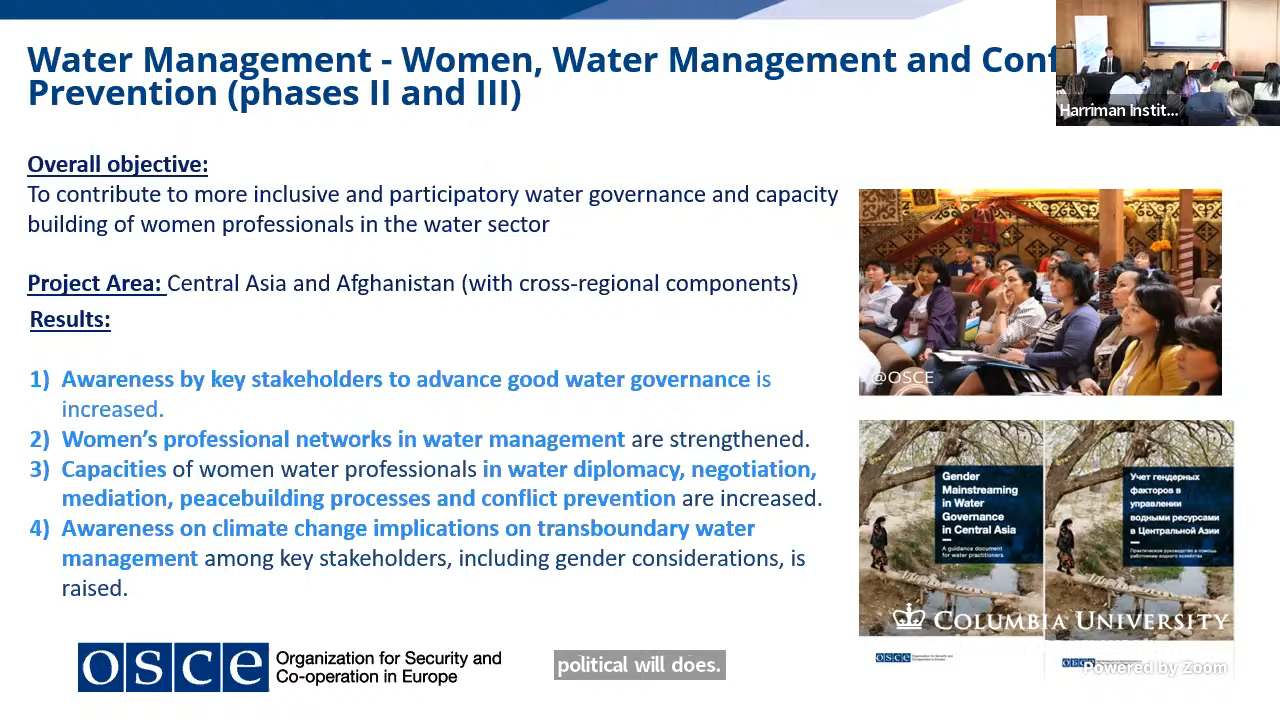 Water Management - Women, Water Management and Conf
Prevention (phases II and III)
Harriman Instit...
Overall objective:
To contribute to more inclusive and participatory water governance and capacity
building of women professionals in the water sector
Project Area: Central Asia and Afghanistan (with cross-regional components)
Results:
1) Awareness by key stakeholders to advance good water governance is
increased.
2) Women's professional networks in water management are strengthened.
3) Capacities of women water professionals in water diplomacy, negotiation,
mediation, peacebuilding processes and conflict prevention are increased.
4) Awareness on climate change implications on transboundary water
management among key stakeholders, including gender considerations, is
raised.
@OSCE
Gender
Mainstreaming
in Water
Governance
in Central Asia
A guidance document
for water practitioners
Учет гендерных
факторов в
управлении
водными ресурсами
в Центральной Азии
Практическое руководство в помощь
работникам водного хозяйства
COLUMBIA UNIVERSITY
OSCE
Powered by Zoom
OSCE Organization for Security and
Co-operation in Europe
political will does.